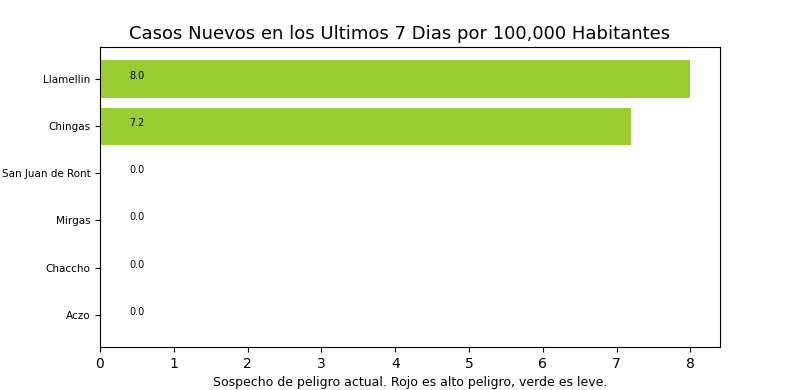 Casos Nuevos en los Ultimos 7 Dias por 100,000 Habitantes
Llamellin 8.0
Chingas 7.2
San Juan de Ront 0.0
Mirgas 0.0
Chaccho 0.0
Aczo 0.0
0 1 2 3 4 5 6 7 8
Sospecho de peligro actual. Rojo es alto peligro, verde es leve.